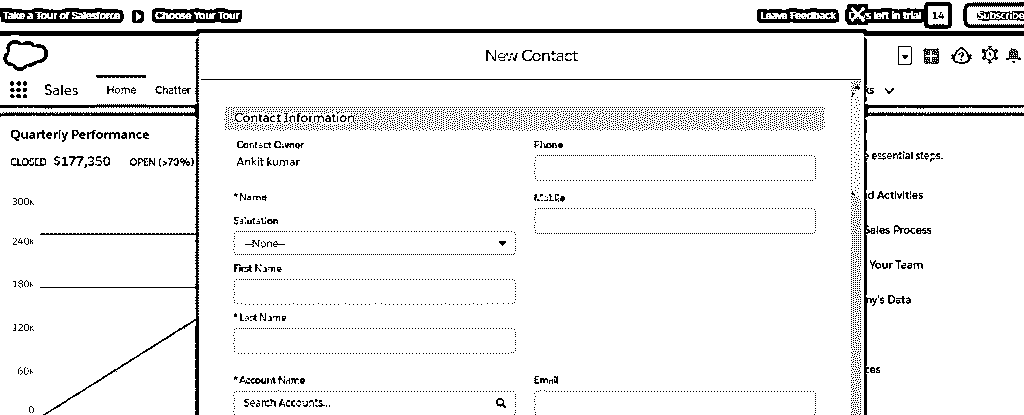 Take a Tour of Salesforce
Choose Your Tour
Leave Feedback
left in trial
14
Subscribe
New Contact
Sales
Home
Chatter
Contact Information
Quarterly Performance
CLOSED $177,350 OPEN (>70%)
Contact Owner
Ankit kumar
Phone
essential steps.
*Name
Mobile
d Activities
Salutation
--None--
Sales Process
First Name
Your Team
*Last Name
ny's Data
*Account Name
Email
Search Accounts...
300k
240k
180k
120k
60k
0